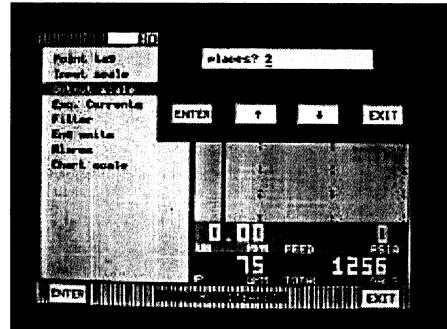 places? 2
Point tag
Input scale
Output scale
Exc. Currents
Filter
Eng units
Alarms
Chart scale
ENTER ↑ ↓ EXIT
0.00 0
FEED
75 1256
TOTAL
ENTER EXIT